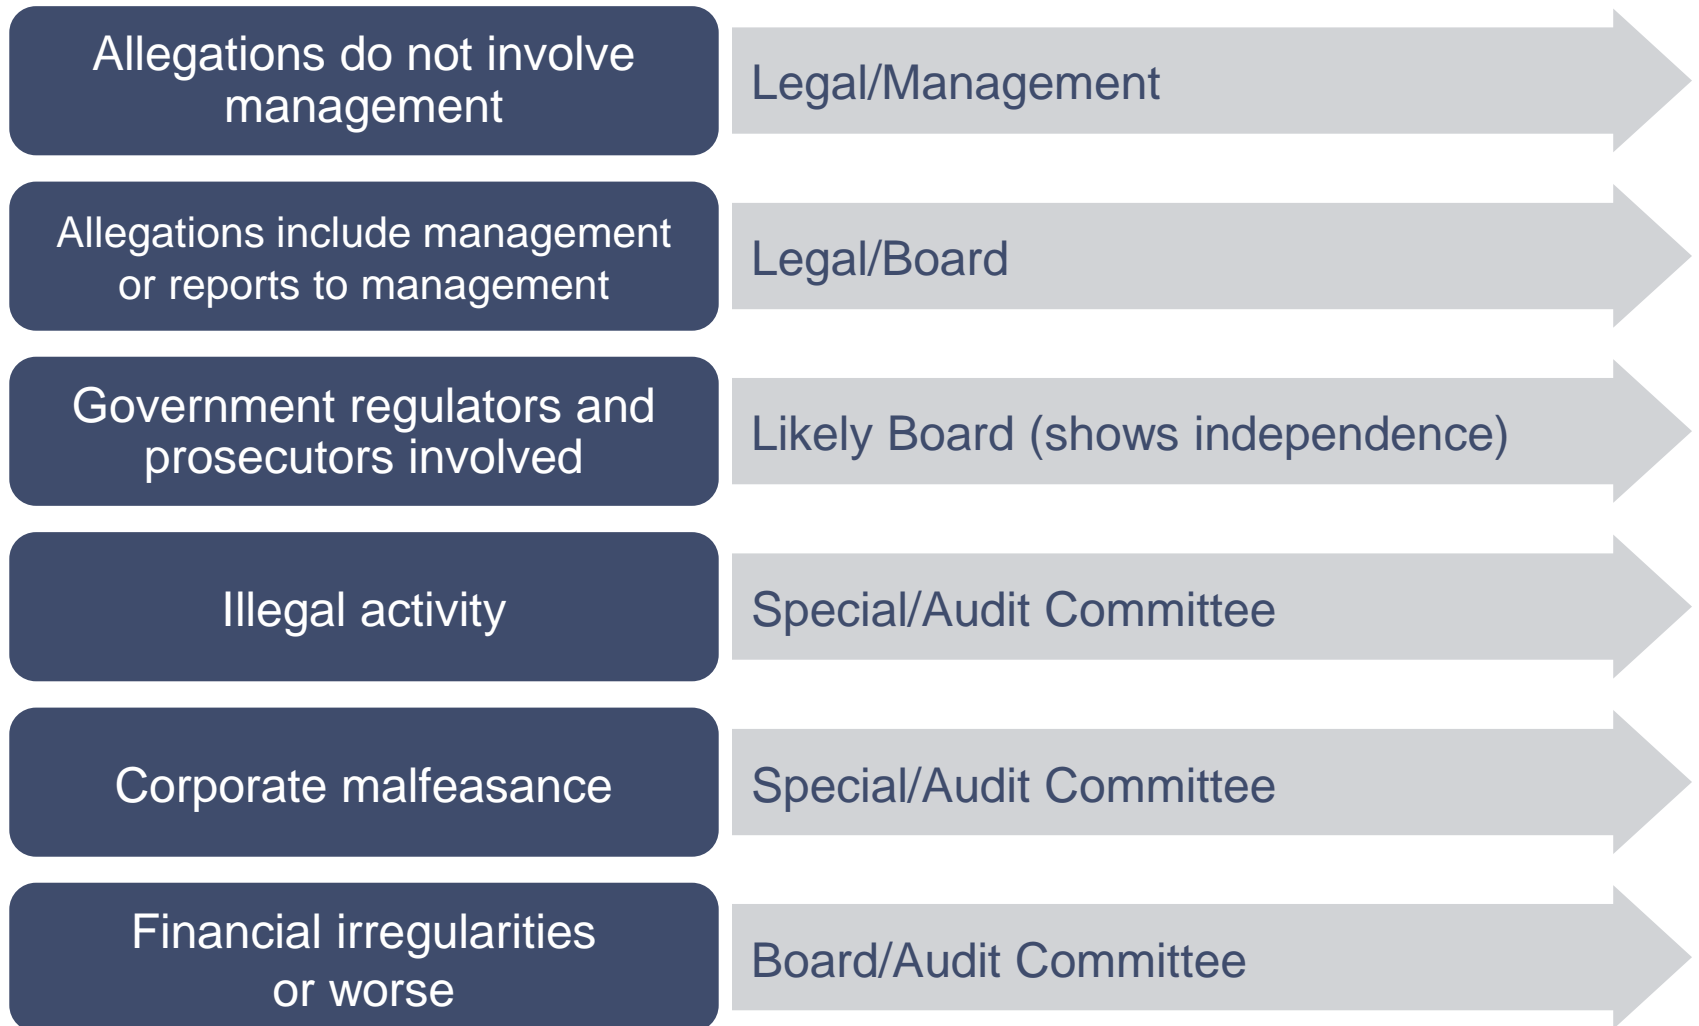 Allegations do not involve
management
Legal/Management
Allegations include management
or reports to management
Legal/Board
Government regulators and
prosecutors involved
Likely Board (shows independence)
Illegal activity
Special/Audit Committee
Corporate malfeasance
Special/Audit Committee
Financial irregularities
or worse
Board/Audit Committee